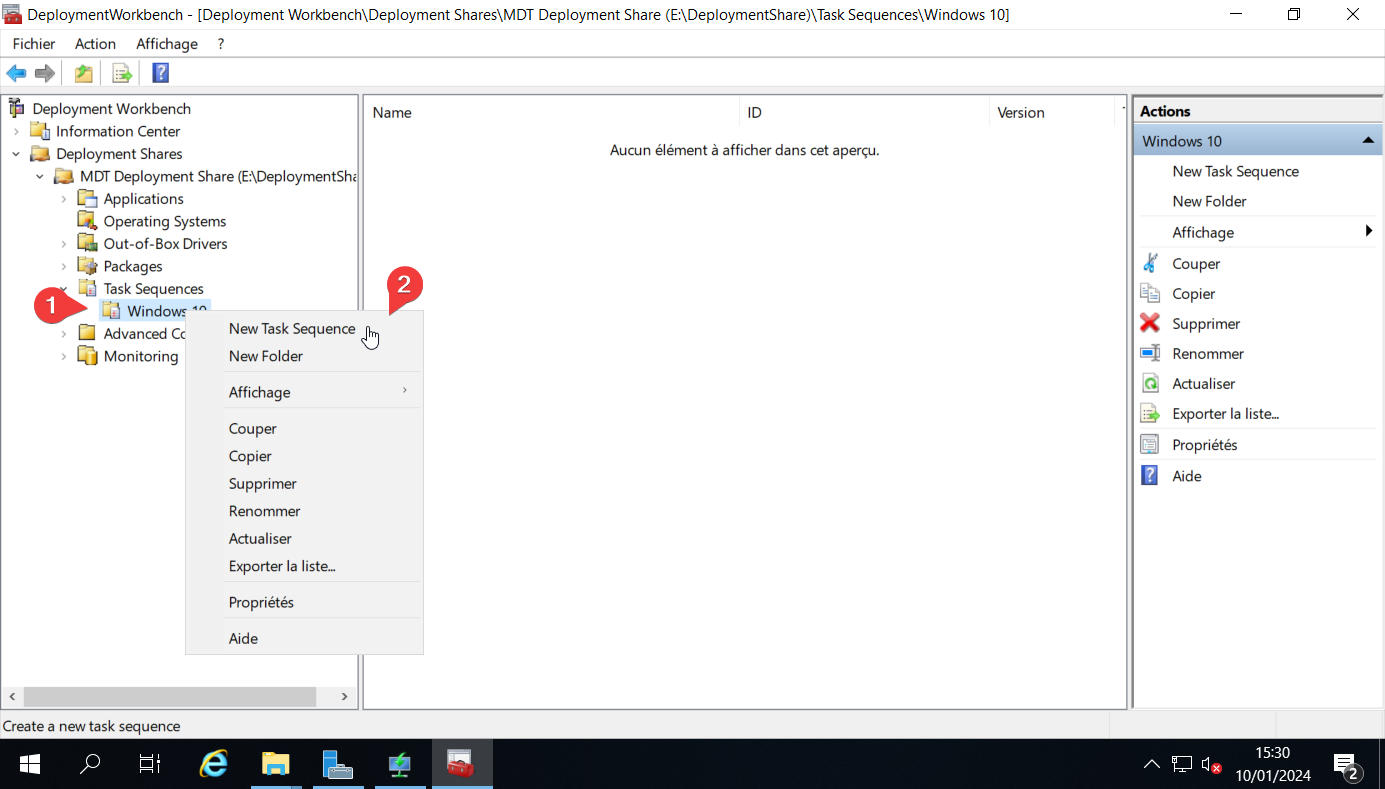 DeploymentWorkbench - [Deployment Workbench\Deployment Shares\MDT Deployment Share (E:\DeploymentShare)\Task Sequences\Windows 10]
Fichier Action Affichage ?
Deployment Workbench
Information Center
Deployment Shares
MDT Deployment Share (E:\DeploymentSha
Applications
Operating Systems
Out-of-Box Drivers
Packages
Task Sequences
1
Windows 10
Advanced Co
Monitoring
2
New Task Sequence
New Folder
Affichage
Couper
Copier
Supprimer
Renommer
Actualiser
Exporter la liste...
Propriétés
Aide
Name ID Version
Aucun élément à afficher dans cet aperçu.
Actions
Windows 10
New Task Sequence
New Folder
Affichage
Couper
Copier
Supprimer
Renommer
Actualiser
Exporter la liste...
Propriétés
Aide
Create a new task sequence
15:30
10/01/2024
2